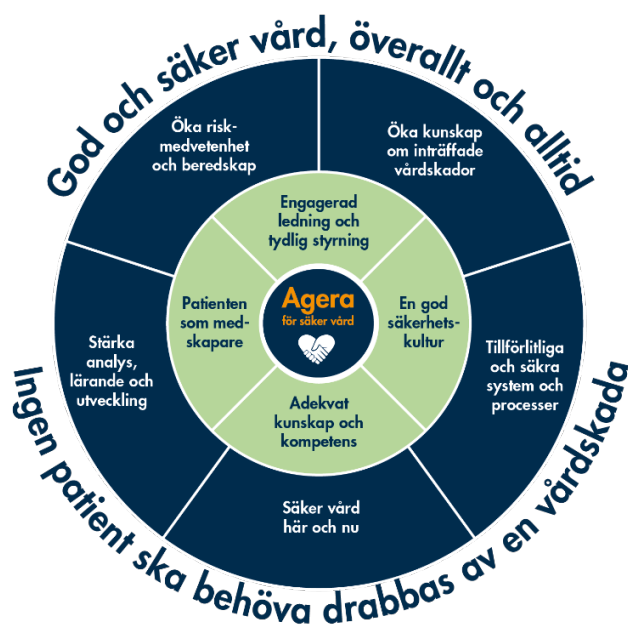 God och säker vård, överallt och alltid
Öka risk-
medvetenhet
och beredskap
Öka kunskap
om inträffade
vårdskador
Engagerad
ledning och
tydlig styrning
Patienten
som med-
skapare
Agera
för säker vård
En god
säkerhets-
kultur
Stärka
analys,
lärande och
utveckling
Tillförlitliga
och säkra
system och
processer
Adekvat
kunskap och
kompetens
Säker vård
här och nu
Ingen patient ska behöva drabbas av en vårdskada